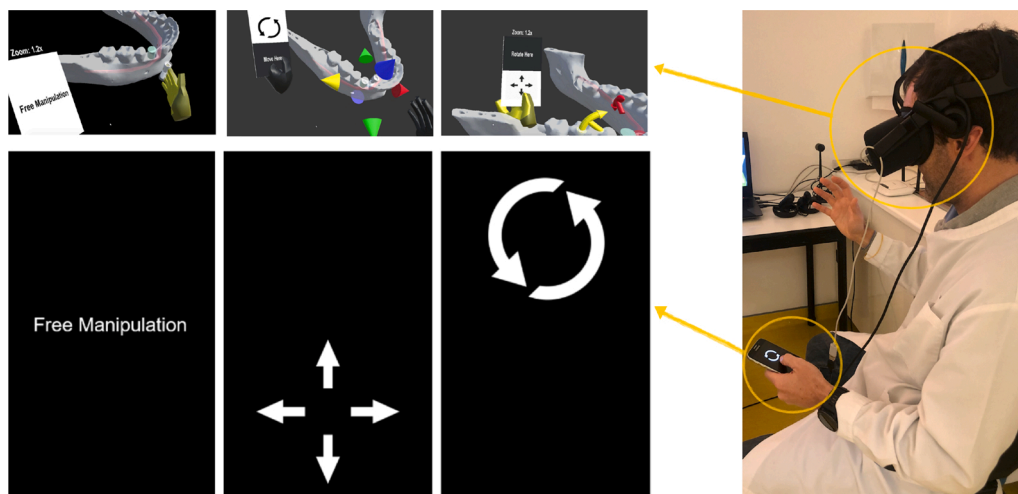 Zoom: 1.2x
Free Manipulation
Move Here
Zoom: 1.2x
Rotate Here
Free Manipulation